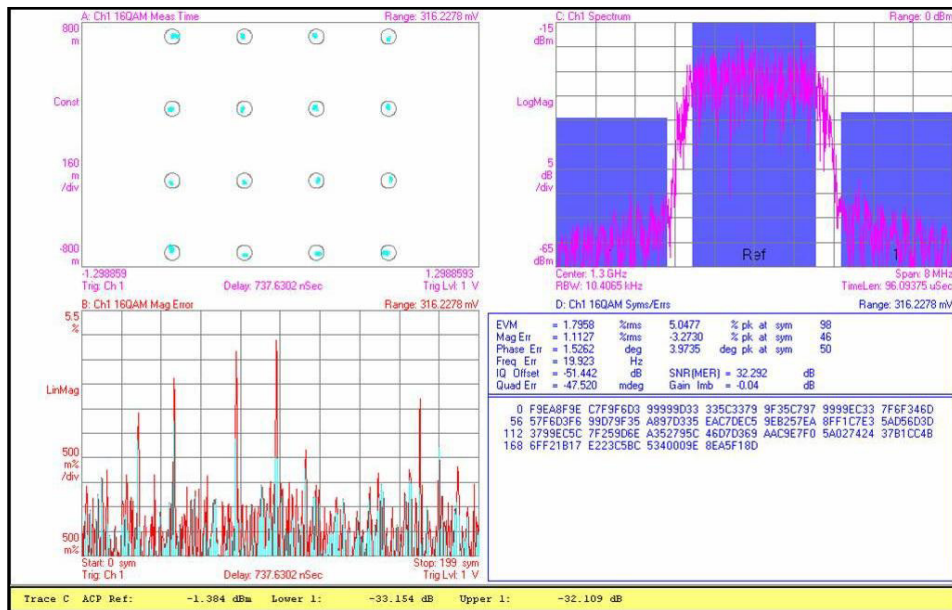 A: Ch1 16QAM Meas Time Range: 316.2278 mV
800
m
Const
160
m
/div
-800
m
-1.298859 1.2988593
Trig: Ch 1 Delay: 737.6302 nSec Trig Lvl: 1 V
C: Ch1 Spectrum Range: 0 dBm
-15
dBm
LogMag
5
dB
/div
-65
dBm
Ref
1
Center: 1.3 GHz Span: 8 MHz
RBW: 10.4065 kHz TimeLen: 96.09375 uSec
B: Ch1 16QAM Mag Error Range: 316.2278 mV
5.5
%
LinMag
500
m%
/div
500
m%
Start: 0 sym Stop: 199 sym
Trig: Ch 1 Delay: 737.6302 nSec Trig Lvl: 1 V
D: Ch1 16QAM Syms/Errs Range: 316.2278 mV
EVM = 1.7958 %rms 5.0477 % pk at sym 98
Mag Err = 1.1127 %rms -3.2730 % pk at sym 46
Phase Err = 1.5262 deg 3.9735 deg pk at sym 50
Freq Err = 19.923 Hz
IQ Offset = -51.442 dB SNR(MER) = 32.292 dB
Quad Err = -47.520 mdeg Gain Imb = -0.04 dB
0 F9EA8F9E C7F9F6D3 99999D33 335C3379 9F35C797 9999EC33 7F6F346D
56 57F6D3F6 99D79F35 A897D335 EAC7DEC5 9EB257EA 8FF1C7E3 5AD56D3D
112 3799EC5C 7F259D6E A352795C 46D7D369 AAC9E7F0 5A027424 37B1CC4B
168 6FF21B17 E223C5BC 5340009E 8EA5F18D
Trace C ACP Ref: -1.384 dBm Lower 1: -33.154 dB Upper 1: -32.109 dB